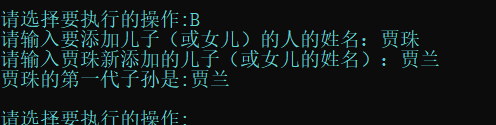 请选择要执行的操作:B
请输入要添加儿子（或女儿）的人的姓名：贾珠
请输入贾珠新添加的儿子（或女儿的姓名）：贾兰
贾珠的第一代子孙是:贾兰
请选择要执行的操作: